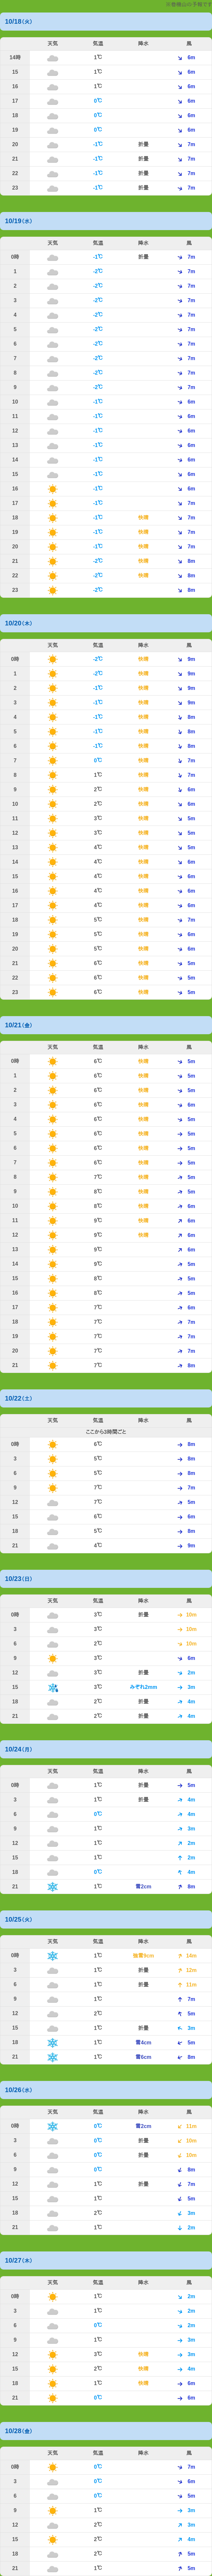 の予報です
10/18(火)
天気 気温 降水 風
14時 1℃ 6m
15 1℃ 6m
16 1℃ 6m
17 0℃ 6m
18 0℃ 6m
19 0℃ 6m
20 -1℃ 折曇 7m
21 -1℃ 折曇 7m
22 -1℃ 折曇 7m
23 -1℃ 折曇 7m
10/19(水)
天気 気温 降水 風
0時 -1℃ 折曇 7m
1 -2℃ 7m
2 -2℃ 7m
3 -2℃ 7m
4 -2℃ 7m
5 -2℃ 7m
6 -2℃ 7m
7 -2℃ 7m
8 -2℃ 7m
9 -2℃ 7m
10 -1℃ 6m
11 -1℃ 6m
12 -1℃ 6m
13 -1℃ 6m
14 -1℃ 6m
15 -1℃ 6m
16 -1℃ 6m
17 -1℃ 7m
18 -1℃ 快晴 7m
19 -1℃ 快晴 7m
20 -1℃ 快晴 7m
21 -2℃ 快晴 8m
22 -2℃ 快晴 8m
23 -2℃ 8m
10/20(木)
天気 気温 降水 風
0時 -2℃ 快晴 9m
1 -2℃ 快晴 9m
2 -1℃ 快晴 9m
3 -1℃ 快晴 9m
4 -1℃ 快晴 8m
5 -1℃ 快晴 8m
6 -1℃ 快晴 8m
7 0℃ 快晴 7m
8 1℃ 快晴 7m
9 2℃ 快晴 6m
10 2℃ 快晴 6m
11 3℃ 快晴 5m
12 3℃ 快晴 5m
13 4℃ 快晴 5m
14 4℃ 快晴 6m
15 4℃ 快晴 6m
16 4℃ 快晴 6m
17 4℃ 快晴 6m
18 5℃ 快晴 7m
19 5℃ 快晴 6m
20 5℃ 快晴 6m
21 6℃ 快晴 5m
22 6℃ 快晴 5m
23 6℃ 快晴 5m
10/21(金)
天気 気温 降水 風
0時 6℃ 快晴 5m
1 6℃ 快晴 5m
2 6℃ 快晴 5m
3 6℃ 快晴 6m
4 6℃ 快晴 5m
5 6℃ 快晴 5m
6 6℃ 快晴 5m
7 6℃ 快晴 5m
8 7℃ 快晴 5m
9 8℃ 快晴 5m
10 8℃ 快晴 6m
11 9℃ 快晴 6m
12 9℃ 快晴 6m
13 9℃ 6m
14 9℃ 5m
15 8℃ 5m
16 8℃ 5m
17 7℃ 6m
18 7℃ 7m
19 7℃ 7m
20 7℃ 7m
21 7℃ 8m
10/22(土)
天気 気温 降水 風
ここから3時間ごと
0時 6℃ 8m
3 5℃ 8m
6 5℃ 8m
9 7℃ 7m
12 7℃ 5m
15 6℃ 6m
18 5℃ 8m
21 4℃ 9m
10/23(日)
天気 気温 降水 風
0時 3℃ 折曇 10m
3 3℃ 10m
6 2℃ 10m
9 3℃ 6m
12 3℃ 折曇 2m
15 3℃ みぞれ2mm 3m
18 2℃ 折曇 4m
21 2℃ 折曇 4m
10/24(月)
天気 気温 降水 風
0時 1℃ 折曇 5m
3 1℃ 折曇 4m
6 0℃ 4m
9 1℃ 3m
12 1℃ 2m
15 1℃ 2m
18 0℃ 4m
21 1℃ 雪2cm 8m
10/25(火)
天気 気温 降水 風
0時 1℃ 強雪9cm 14m
3 1℃ 折曇 12m
6 1℃ 折曇 11m
9 1℃ 7m
12 2℃ 5m
15 1℃ 折曇 3m
18 1℃ 雪4cm 5m
21 1℃ 雪6cm 8m
10/26(水)
天気 気温 降水 風
0時 0℃ 雪2cm 11m
3 0℃ 折曇 10m
6 0℃ 折曇 10m
9 0℃ 8m
12 1℃ 折曇 7m
15 1℃ 5m
18 2℃ 3m
21 1℃ 2m
10/27(木)
天気 気温 降水 風
0時 1℃ 2m
3 1℃ 2m
6 0℃ 2m
9 1℃ 3m
12 3℃ 快晴 3m
15 2℃ 快晴 4m
18 1℃ 快晴 6m
21 0℃ 6m
10/28(金)
天気 気温 降水 風
0時 0℃ 7m
3 0℃ 6m
6 0℃ 5m
9 1℃ 3m
12 2℃ 3m
15 2℃ 4m
18 2℃ 5m
21 1℃ 5m